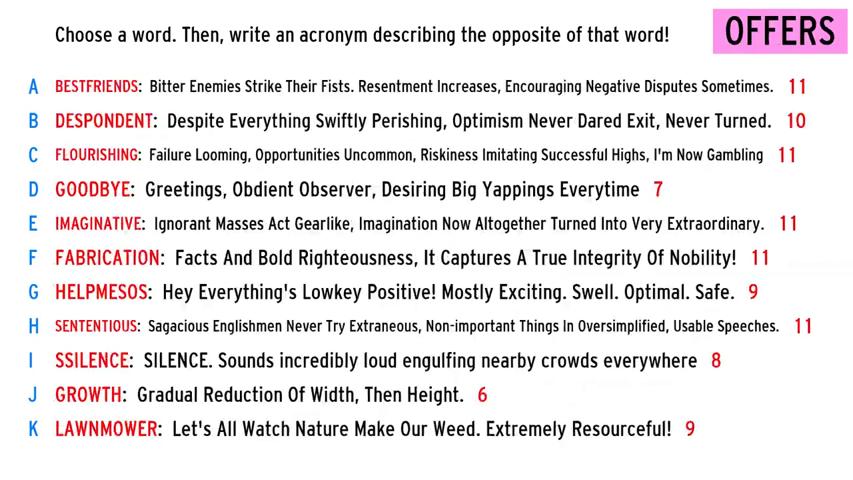 Choose a word. Then, write an acronym describing the opposite of that word!
OFFERS
A BESTFRIENDS: Bitter Enemies Strike Their Fists. Resentment Increases, Encouraging Negative Disputes Sometimes. 11
B DESPONDENT: Despite Everything Swiftly Perishing, Optimism Never Dared Exit, Never Turned. 10
C FLOURISHING: Failure Looming, Opportunities Uncommon, Riskiness Imitating Successful Highs, I'm Now Gambling 11
D GOODBYE: Greetings, Obdient Observer, Desiring Big Yappings Everytime 7
E IMAGINATIVE: Ignorant Masses Act Gearlike, Imagination Now Altogether Turned Into Very Extraordinary. 11
F FABRICATION: Facts And Bold Righteousness, It Captures A True Integrity Of Nobility! 11
G HELPMESOS: Hey Everything's Lowkey Positive! Mostly Exciting. Swell. Optimal. Safe. 9
H SENTENTIOUS: Sagacious Englishmen Never Try Extraneous, Non-important Things In Oversimplified, Usable Speeches. 11
I SSILENCE: SILENCE. Sounds incredibly loud engulfing nearby crowds everywhere 8
J GROWTH: Gradual Reduction Of Width, Then Height. 6
K LAWNMOWER: Let's All Watch Nature Make Our Weed. Extremely Resourceful! 9